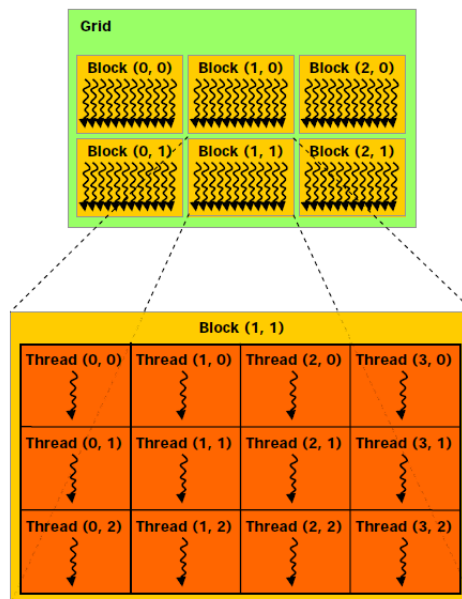 Grid
Block (0, 0) Block (1, 0) Block (2, 0)
Block (0, 1) Block (1, 1) Block (2, 1)
Block (1, 1)
Thread (0, 0) Thread (1, 0) Thread (2, 0) Thread (3, 0)
Thread (0, 1) Thread (1, 1) Thread (2, 1) Thread (3, 1)
Thread (0, 2) Thread (1, 2) Thread (2, 2) Thread (3, 2)